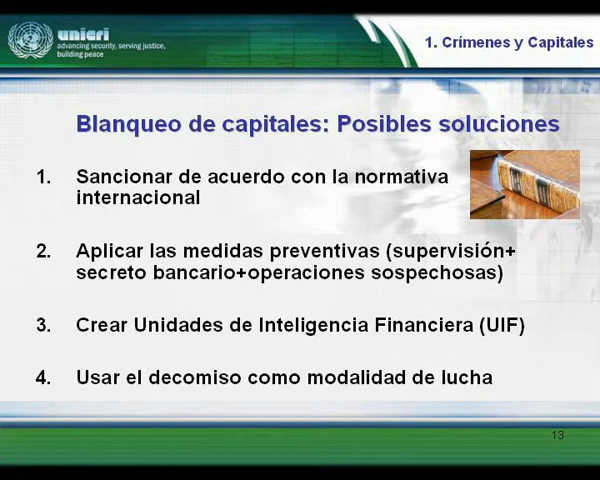 unicri
advancing security, serving justice,
building peace
1. Crímenes y Capitales
Blanqueo de capitales: Posibles soluciones
1. Sancionar de acuerdo con la normativa
internacional
2. Aplicar las medidas preventivas (supervisión+
secreto bancario+operaciones sospechosas)
3. Crear Unidades de Inteligencia Financiera (UIF)
4. Usar el decomiso como modalidad de lucha
13